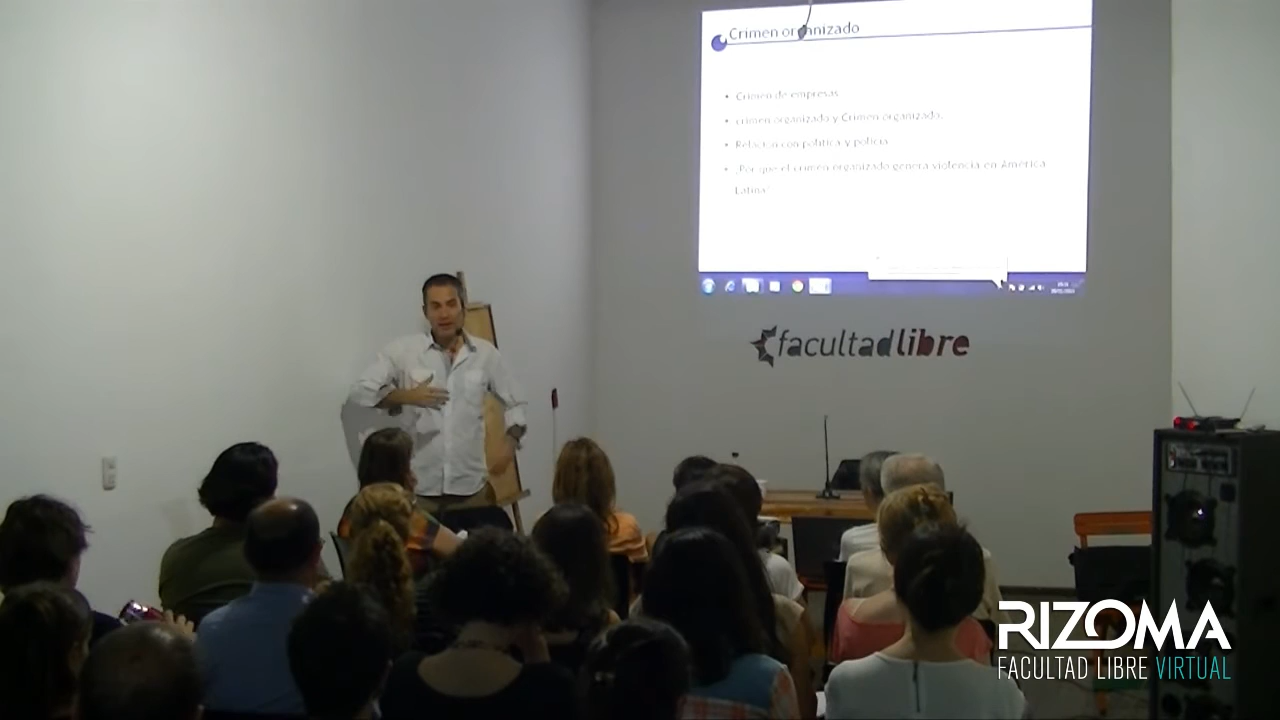 Crimen organizado
• Crimen de empresas
• crimen organizado y Crimen organizado.
• Relación con política y policía
• ¿Por que el crimen organizado genera violencia en América
Latina?
facultadlibre
RIZOMA
FACULTAD LIBRE VIRTUAL